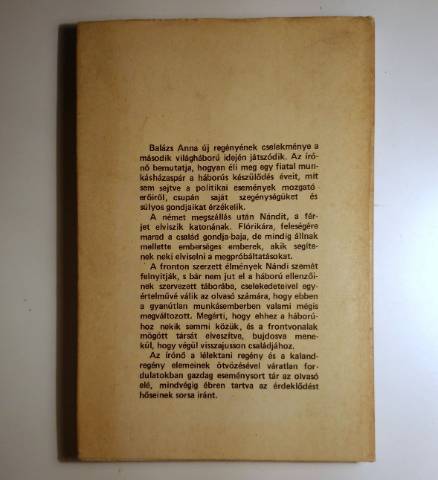 Balázs Anna új regényének cselekménye a
második világháború idején játszódik. Az író-
nő bemutatja, hogyan éli meg egy fiatal mun-
kásházaspár a háborús készülődés éveit, mit
sem sejtve a politikai események mozgató
erőiről, csupán saját szegénységüket és
súlyos gondjaikat érzékelik.
A német megszállás után Nándit, a fér-
jet elviszik katonának. Flórikára, feleségére
marad a család gondja-baja, de mindig állnak
mellette emberséges emberek, akik segíte-
nek neki elviselni a megpróbáltatásokat.
A fronton szerzett élmények Nándi szemét
felnyitják, s bár nem jut el a háború ellenzői-
nek szervezett táborába, cselekedeteivel egy-
értelművé válik az olvasó számára, hogy ebben
a gyanútlan munkásemberben valami mégis
megváltozott. Megérti, hogy ehhez a háború-
hoz nekik semmi közük, és a frontvonalak
mögött társát elveszítve, bujdosva mene-
kül, hogy végül visszajusson családjához.
Az írónő a lélektani regény és a kaland-
regény elemeinek ötvözésével váratlan for-
dulatokban gazdag eseménysort tár az olvasó
elé, mindvégig ébren tartva az érdeklődést
hőseinek sorsa iránt.